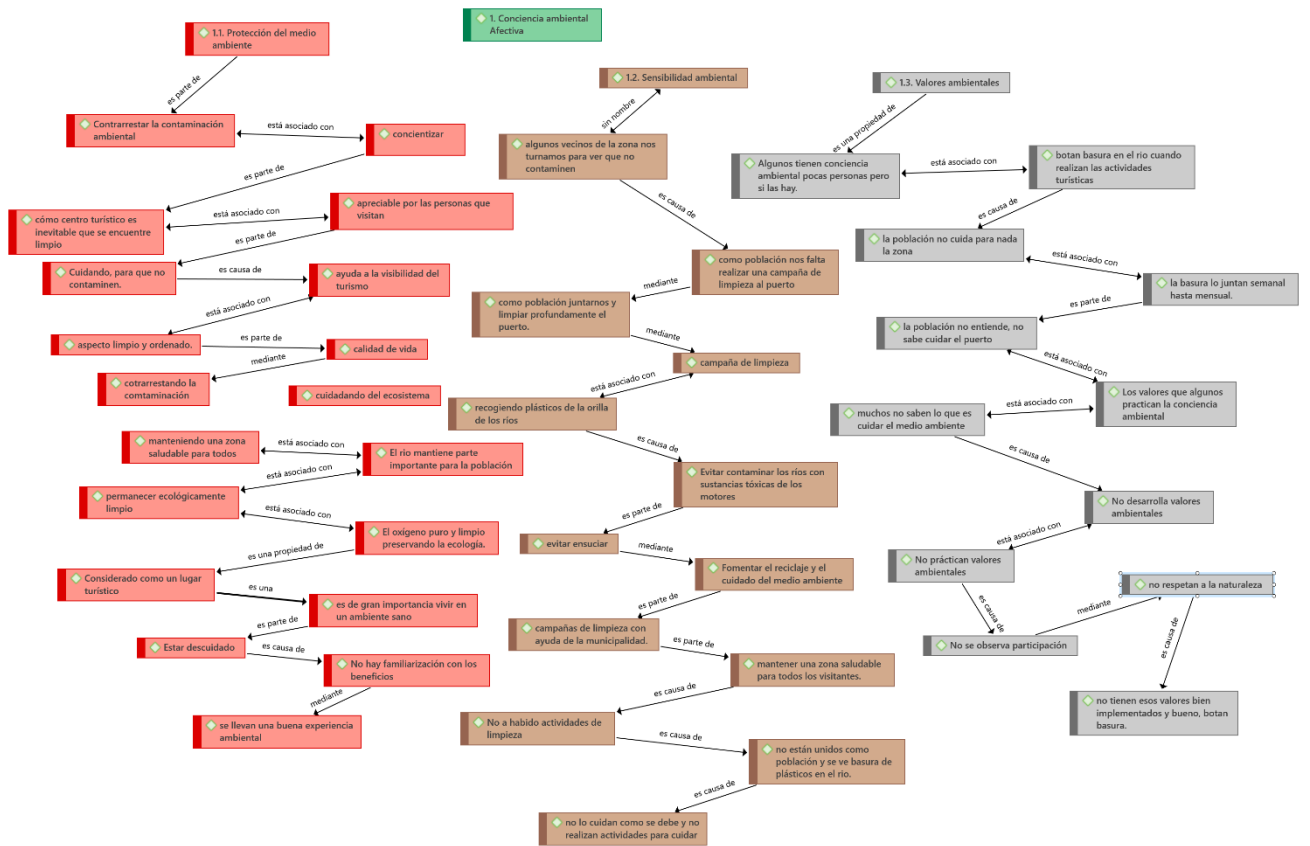 1. Conciencia ambiental
Afectiva
1.1. Protección del medio
ambiente
es parte de
Contrarrestar la contaminación
ambiental
está asociado con
concientizar
es parte de
cómo centro turístico es
inevitable que se encuentre
limpio
está asociado con
apreciable por las personas que
visitan
es parte de
Cuidando, para que no
contaminen.
es causa de
ayuda a la visibilidad del
turismo
está asociado con
aspecto limpio y ordenado.
es parte de
calidad de vida
mediante
cotrarrestando la
comtaminación
cuidadando del ecosistema
manteniendo una zona
saludable para todos
está asociado con
El rio mantiene parte
importante para la población
está asociado con
permanecer ecológicamente
limpio
está asociado con
El oxigeno puro y limpio
preservando la ecología.
es una propiedad de
Considerado como un lugar
turístico
es una
es de gran importancia vivir en
un ambiente sano
es parte de
Estar descuidado
es causa de
No hay familiarización con los
beneficios
mediante
se llevan una buena experiencia
ambiental
1.2. Sensibilidad ambiental
sin nombre
algunos vecinos de la zona nos
turnamos para ver que no
contaminen
es causa de
como población nos falta
realizar una campaña de
limpieza al puerto
mediante
como población juntarnos y
limpiar profundamente el
puerto.
mediante
campaña de limpieza
está asociado con
recogiendo plásticos de la orilla
de los ríos
es causa de
Evitar contaminar los ríos con
sustancias tóxicas de los
motores
es parte de
evitar ensuciar
mediante
Fomentar el reciclaje y el
cuidado del medio ambiente
es parte de
campañas de limpieza con
ayuda de la municipalidad.
es parte de
mantener una zona saludable
para todos los visitantes.
es causa de
No a habido actividades de
limpieza
es causa de
no están unidos como
población y se ve basura de
plásticos en el rio.
es causa de
no lo cuidan como se debe y no
realizan actividades para cuidar
1.3. Valores ambientales
es una propiedad de
Algunos tienen conciencia
ambiental pocas personas pero
si las hay.
está asociado con
botan basura en el rio cuando
realizan las actividades
turísticas
es causa de
la población no cuida para nada
la zona
está asociado con
la basura lo juntan semanal
hasta mensual.
es parte de
la población no entiende, no
sabe cuidar el puerto
está asociado con
Los valores que algunos
practican la conciencia
ambiental
está asociado con
muchos no saben lo que es
cuidar el medio ambiente
es causa de
No desarrolla valores
ambientales
está asociado con
No práctican valores
ambientales
es causa de
No se observa participación
mediante
no respetan a la naturaleza
es causa de
no tienen esos valores bien
implementados y bueno, botan
basura.